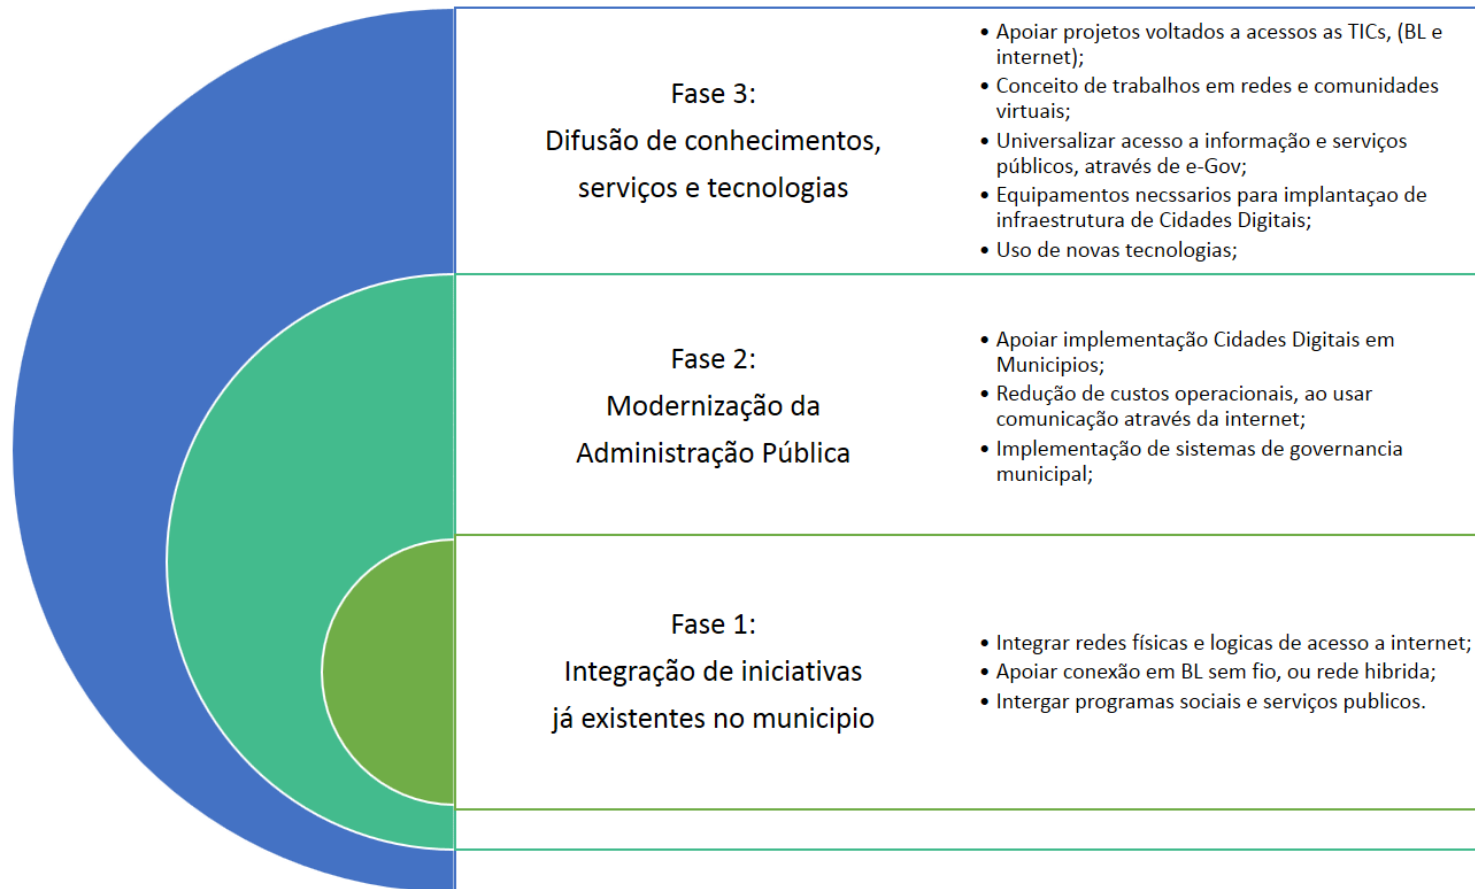 Fase 3:
Difusão de conhecimentos,
serviços e tecnologias
• Apoiar projetos voltados a acessos as TICs, (BL e
internet);
• Conceito de trabalhos em redes e comunidades
virtuais;
• Universalizar acesso a informação e serviços
públicos, através de e-Gov;
• Equipamentos necssarios para implantaçao de
infraestrutura de Cidades Digitais;
• Uso de novas tecnologias;
Fase 2:
Modernização da
Administração Pública
• Apoiar implementação Cidades Digitais em
Municipios;
• Redução de custos operacionais, ao usar
comunicação através da internet;
• Implementação de sistemas de governancia
municipal;
Fase 1:
Integração de iniciativas
já existentes no municipio
• Integrar redes físicas e logicas de acesso a internet;
• Apoiar conexão em BL sem fio, ou rede hibrida;
• Intergar programas sociais e serviços publicos.